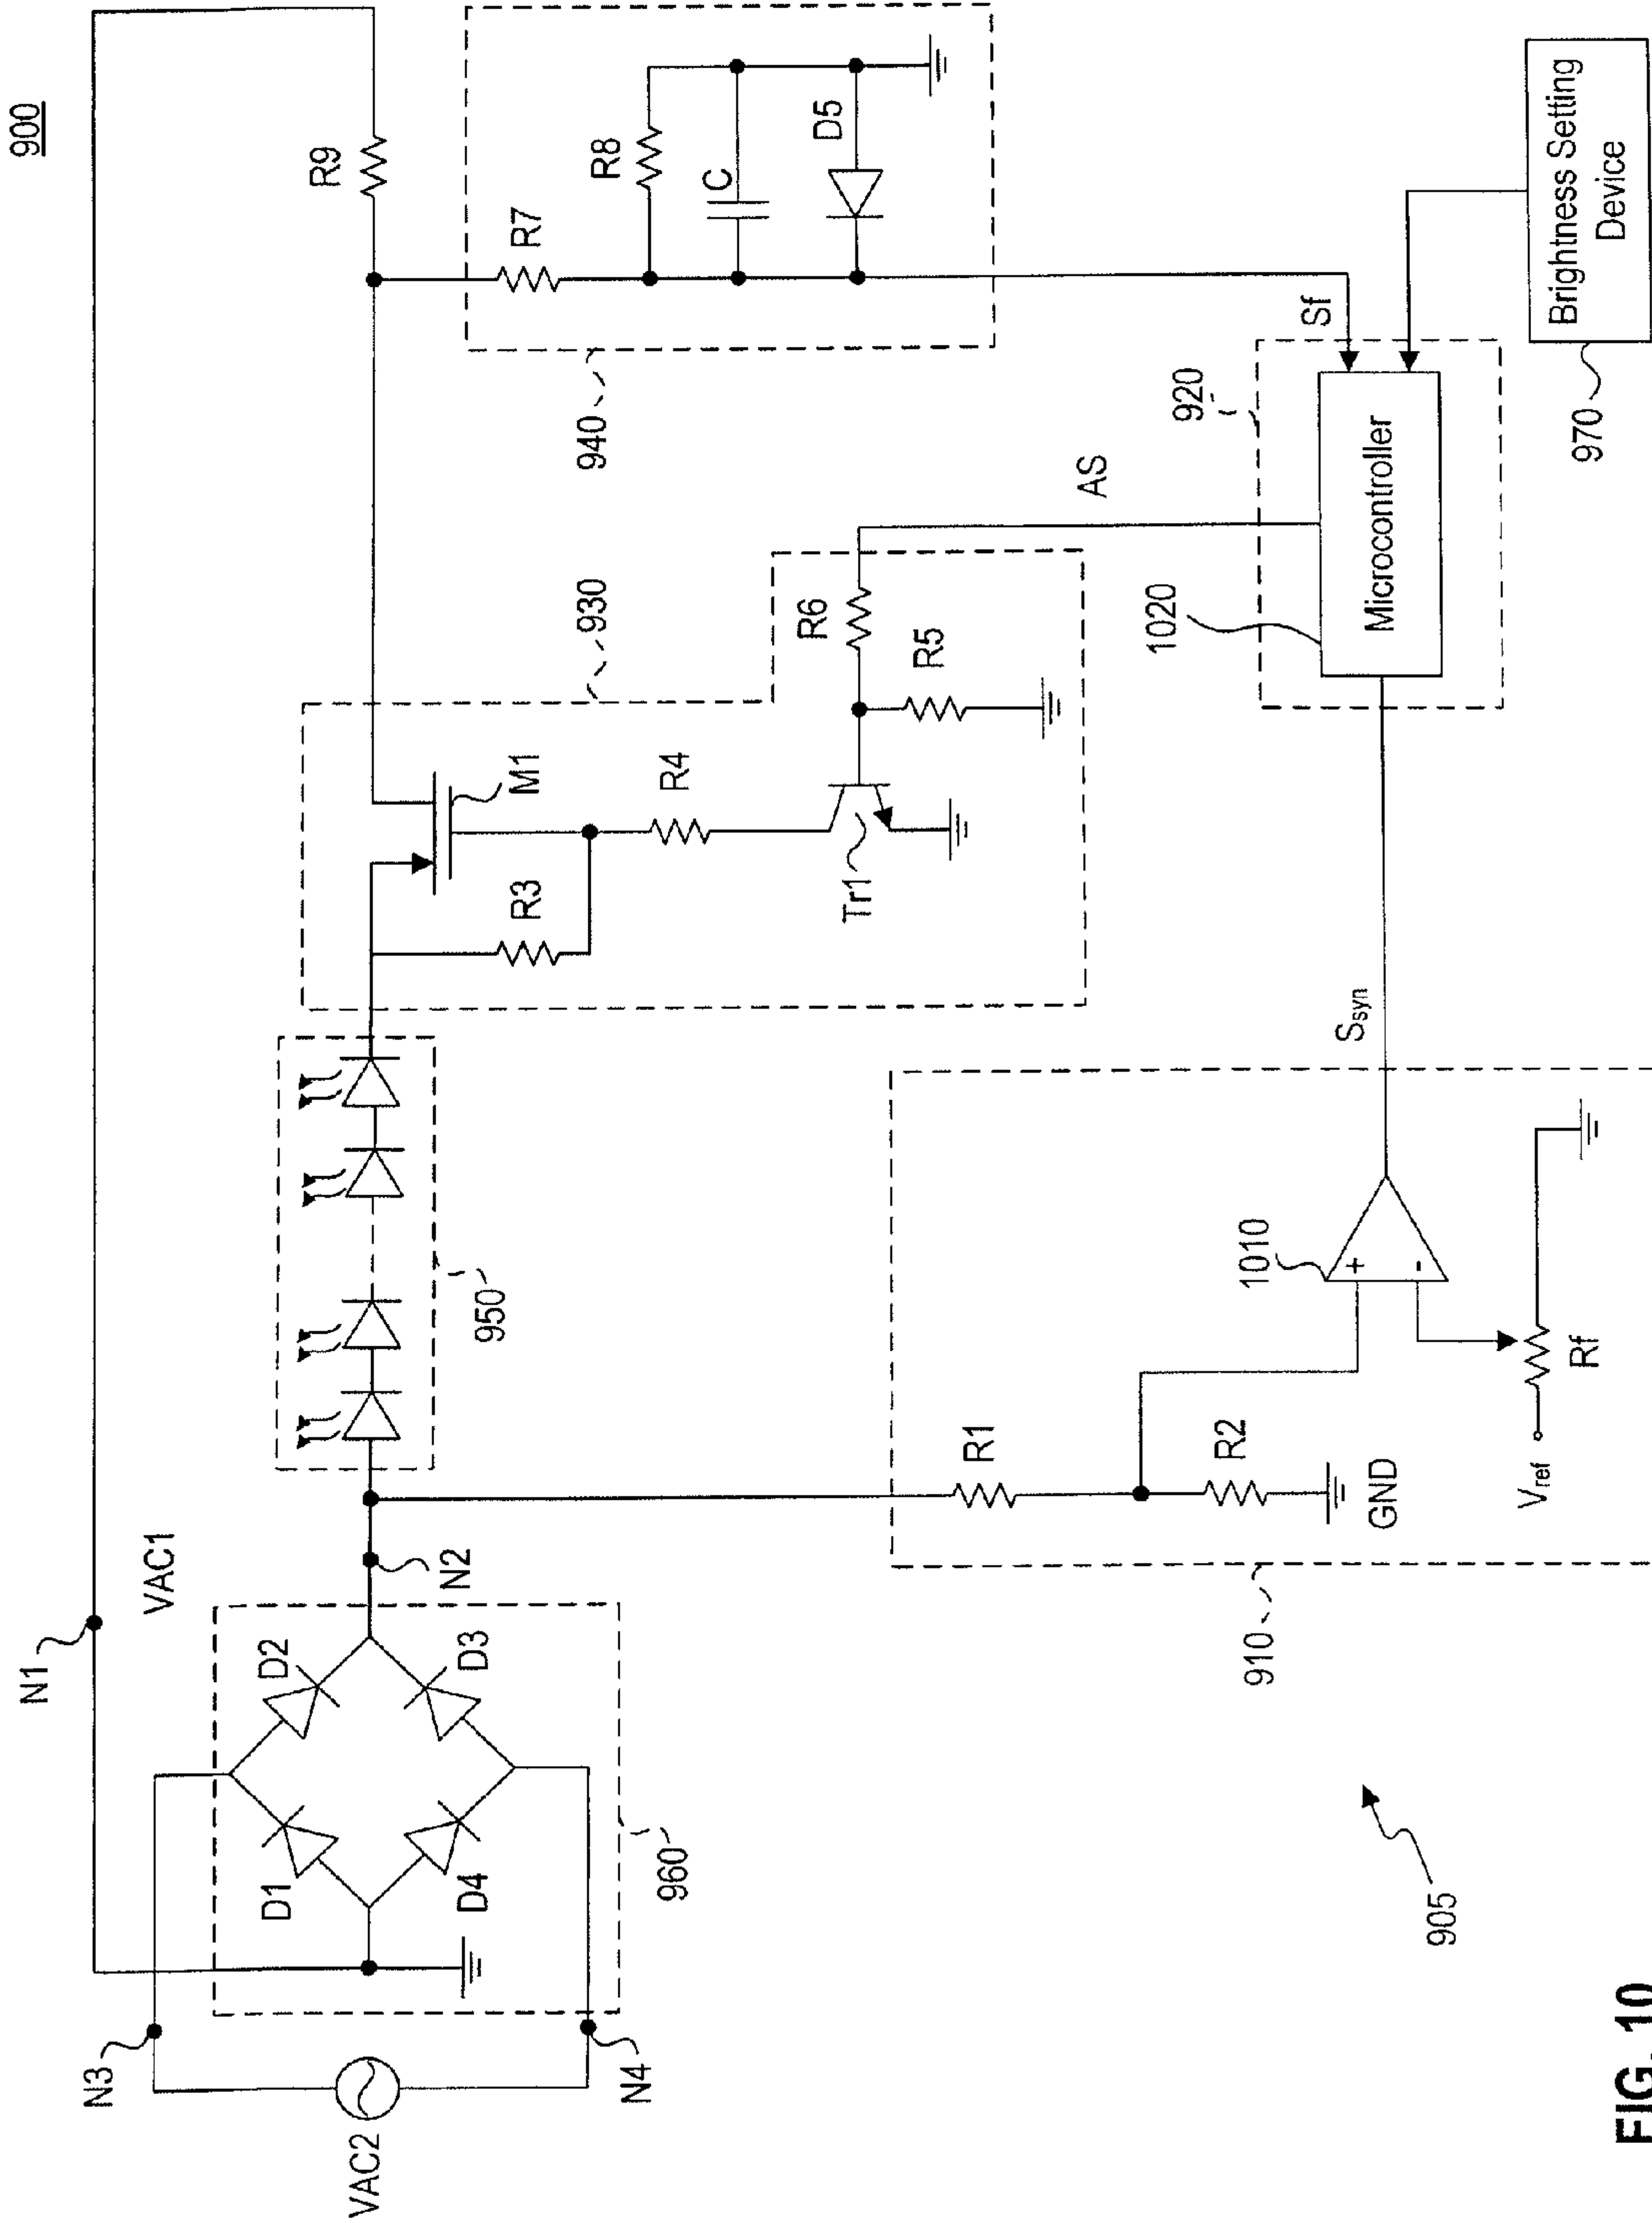 900
N1
VAC1
N3
VAC2
N4
D1
D2
D3
D4
960
N2
950
R9
R3
M1
R4
Tr1
R5
R6
930
R7
R8
C
D5
940
AS
Sf
920
1020
Microcontroller
Brightness Setting
Device
970
Ssyn
1010
+
-
R1
R2
GND
Vref
Rf
910
905
FIG. 10